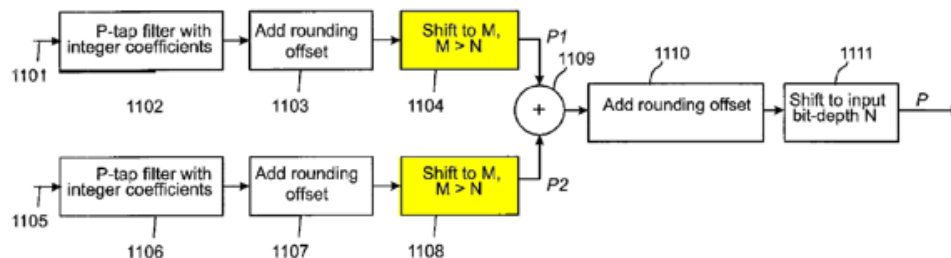 P-tap filter with
integer coefficients
Add rounding
offset
Shift to M,
M > N
P1
1101
1102
1103
1104
1109
1110
1111
+
Add rounding offset
Shift to input
bit-depth N
P
P-tap filter with
integer coefficients
Add rounding
offset
Shift to M,
M > N
P2
1105
1106
1107
1108